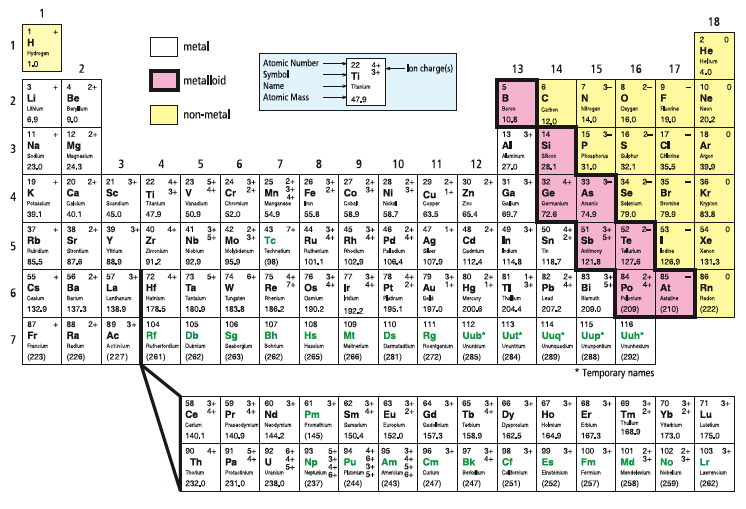 1
18
1 +
H
Hydrogen
1.0
2 0
He
Helium
4.0
metal
metalloid
non-metal
Atomic Number
Symbol
Name
Atomic Mass
22 4+
Ti 3+
Titanium
47.9
Ion charge(s)
1
2 13 14 15 16 17
2
3 + 4 2+ 5 6 7 3– 8 2– 9 – 10 0
Li Be B C N O F Ne
Lithium Beryllium Boron Carbon Nitrogen Oxygen Fluorine Neon
6.9 9.0 10.8 12.0 14.0 16.0 19.0 20.2
3
11 + 12 2+ 13 3+ 14 15 3– 16 2– 17 – 18 0
Na Mg Al Si P S Cl Ar
Sodium Magnesium Aluminum Silicon Phosphorus Sulphur Chlorine Argon
23.0 24.3 27.0 28.1 31.0 32.1 35.5 39.9
3 4 5 6 7 8 9 10 11 12
4
19 + 20 2+ 21 3+ 22 4+ 23 5+ 24 3+ 25 2+ 26 3+ 27 2+ 28 2+ 29 2+ 30 2+ 31 3+ 32 4+ 33 3– 34 2– 35 – 36 0
K Ca Sc Ti 3+ V 4+ Cr 2+ Mn 3+ 4+ Fe 2+ Co 3+ Ni 3+ Cu 1+ Zn Ga Ge As Se Br Kr
Potassium Calcium Scandium Titanium Vanadium Chromium Manganese Iron Cobalt Nickel Copper Zinc Gallium Germanium Arsenic Selenium Bromine Krypton
39.1 40.1 45.0 47.9 50.9 52.0 54.9 55.8 58.9 58.7 63.5 65.4 69.7 72.6 74.9 79.0 79.9 83.8
5
37 + 38 2+ 39 3+ 40 4+ 41 3+ 42 2+ 43 7+ 44 3+ 45 3+ 46 2+ 47 + 48 2+ 49 3+ 50 4+ 51 3+ 52 2– 53 – 54 0
Rb Sr Y Zr Nb 5+ Mo 3+ Tc Ru 4+ Rh 4+ Pd 4+ Ag Cd In Sn 2+ Sb 5+ Te I Xe
Rubidium Strontium Yttrium Zirconium Niobium Molybdenum Technetium Ruthenium Rhodium Palladium Silver Cadmium Indium Tin Antimony Tellurium Iodine Xenon
85.5 87.6 88.9 91.2 92.9 95.9 (98) 101.1 102.9 106.4 107.9 112.4 114.8 118.7 121.8 127.6 126.9 131.3
6
55 + 56 2+ 57 3+ 72 4+ 73 5+ 74 6+ 75 4+ 76 3+ 77 3+ 78 4+ 79 3+ 80 2+ 81 1+ 82 2+ 83 3+ 84 2+ 85 – 86 0
Cs Ba La Hf Ta W Re 7+ Os 4+ Ir 4+ Pt 2+ Au 1+ Hg 1+ Tl 3+ Pb 4+ Bi 5+ Po 4+ At Rn
Cesium Barium Lanthanum Hafnium Tantalum Tungsten Rhenium Osmium Iridium Platinum Gold Mercury Thallium Lead Bismuth Polonium Astatine Radon
132.9 137.3 138.9 178.5 180.9 183.8 186.2 190.2 192.2 195.1 197.0 200.6 204.4 207.2 209.0 (209) (210) (222)
7
87 + 88 2+ 89 3+ 104 105 106 107 108 109 110 111 112 113 114 115 116
Fr Ra Ac Rf Db Sg Bh Hs Mt Ds Rg Uub* Uut* Uuq* Uup* Uuh*
Francium Radium Actinium Rutherfordium Dubnium Seaborgium Bohrium Hassium Meitnerium Darmstadtium Roentgenium Ununbium Ununtrium Ununquadium Ununpentium Ununhexium
(223) (226) (227) (261) (262) (263) (262) (265) (266) (281) (272) (285) (284) (289) (288) (292)
* Temporary names
58 3+ 59 3+ 60 3+ 61 3+ 62 3+ 63 3+ 64 3+ 65 3+ 66 3+ 67 3+ 68 3+ 69 3+ 70 3+ 71 3+
Ce 4+ Pr 4+ Nd Pm Sm 4+ Eu 2+ Gd Tb 4+ Dy Ho Er Tm 2+ Yb 2+ Lu
Cerium Praseodymium Neodymium Promethium Samarium Europium Gadolinium Terbium Dysprosium Holmium Erbium Thulium Ytterbium Lutetium
140.1 140.9 144.2 (145) 150.4 152.0 157.3 158.9 162.5 164.9 167.3 168.9 173.0 175.0
90 4+ 91 5+ 92 6+ 93 5+ 94 4+ 95 3+ 96 3+ 97 3+ 98 3+ 99 3+ 100 3+ 101 2+ 102 2+ 103 3+
Th Pa 4+ U 4+ 5+ Np 3+ 4+ 6+ Pu 6+ 3+ 5+ Am 4+ 5+ 6+ Cm Bk 4+ Cf Es Fm Md 3+ No 3+ Lr
Thorium Protactinium Uranium Neptunium Plutonium Americium Curium Berkelium Californium Einsteinium Fermium Mendelevium Nobelium Lawrencium
232.0 231.0 238.0 (237) (244) (243) (247) (247) (251) (252) (257) (258) (259) (262)